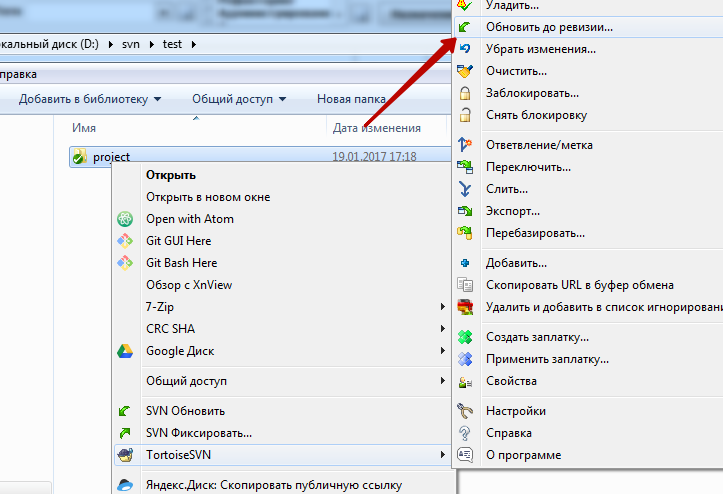 Уладить...
Обновить до ревизии...
окальный диск (D:) ▸ svn ▸ test ▸
Убрать изменения...
правка
Очистить...
Добавить в библиотеку
Общий доступ
Новая папка
Заблокировать...
Снять блокировку
Имя
Дата изменения
Ответвление/метка
project
19.01.2017 17:18
Переключить...
Открыть
Слить...
Открыть в новом окне
Экспорт...
Open with Atom
Перебазировать...
Git GUI Here
Git Bash Here
Добавить...
Обзор с XnView
Скопировать URL в буфер обмена
7-Zip
Удалить и добавить в список игнорировани
CRC SHA
Создать заплатку...
Google Диск
Применить заплатку...
Общий доступ
Свойства
SVN Обновить
Настройки
SVN Фиксировать...
Справка
TortoiseSVN
О программе
Яндекс.Диск: Скопировать публичную ссылку